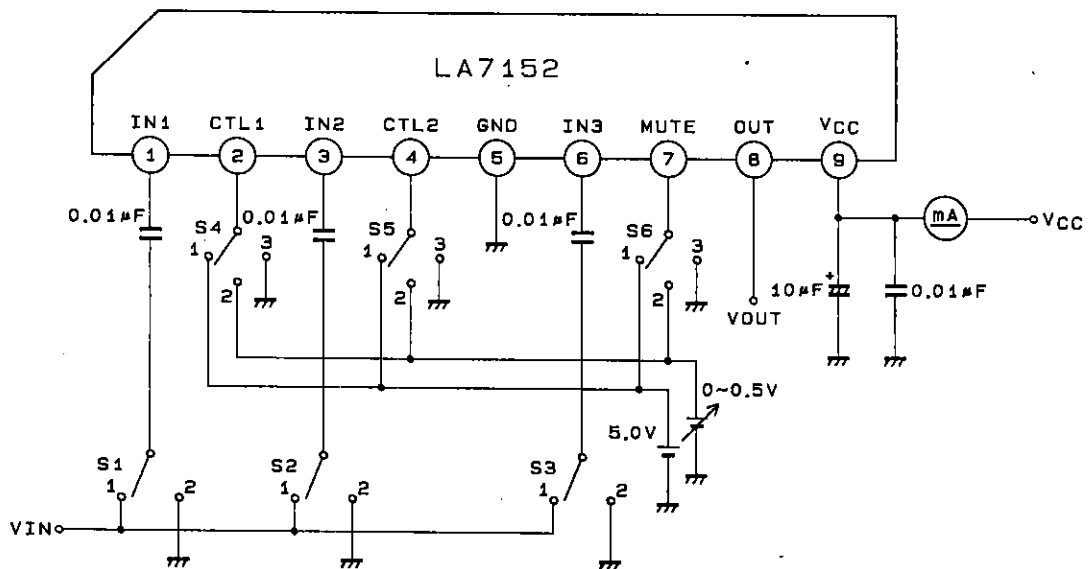 LA7152
IN1 CTL1 IN2 CTL2 GND IN3 MUTE OUT VCC
1 2 3 4 5 6 7 8 9
0.01μF S4 0.01μF S5 0.01μF S6 mA VCC
1 3 1 3 1 3
2 2 2 10μF + 0.01μF
VOUT
0~0.5V
5.0V
S1 S2 S3
1 2 1 2 1 2
VIN